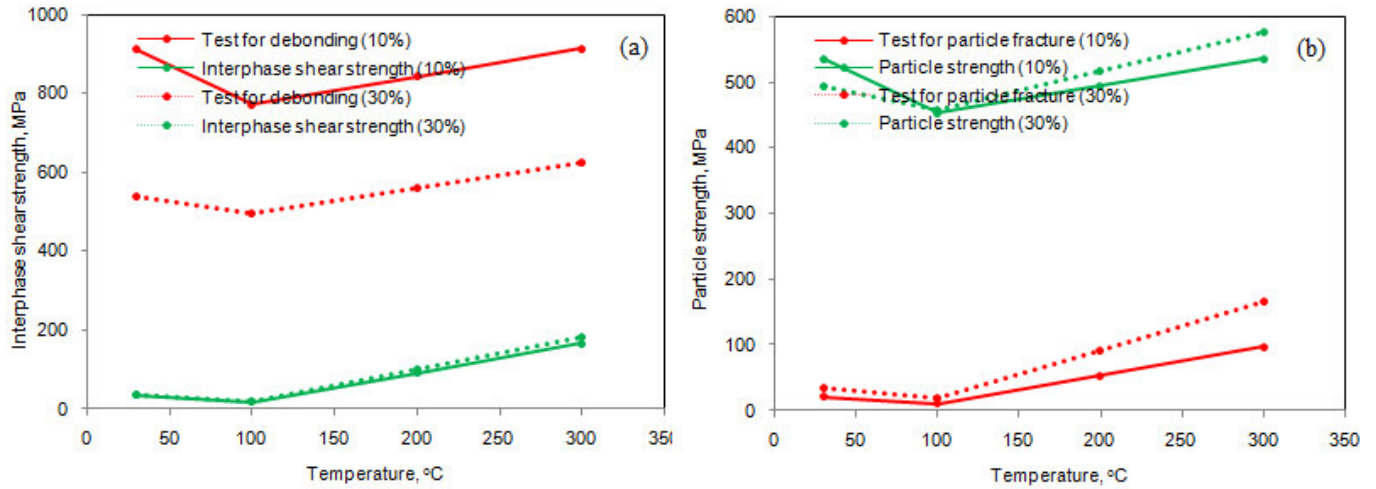 1000
800
600
400
200
0
Interphase shear strength, MPa
Test for debonding (10%)
Interphase shear strength (10%)
Test for debonding (30%)
Interphase shear strength (30%)
(a)
0 50 100 150 200 250 300 350
Temperature, °C
600
500
400
300
200
100
0
Particle strength, MPa
Test for particle fracture (10%)
Particle strength (10%)
Test for particle fracture (30%)
Particle strength (30%)
(b)
0 50 100 150 200 250 300 350
Temperature, °C